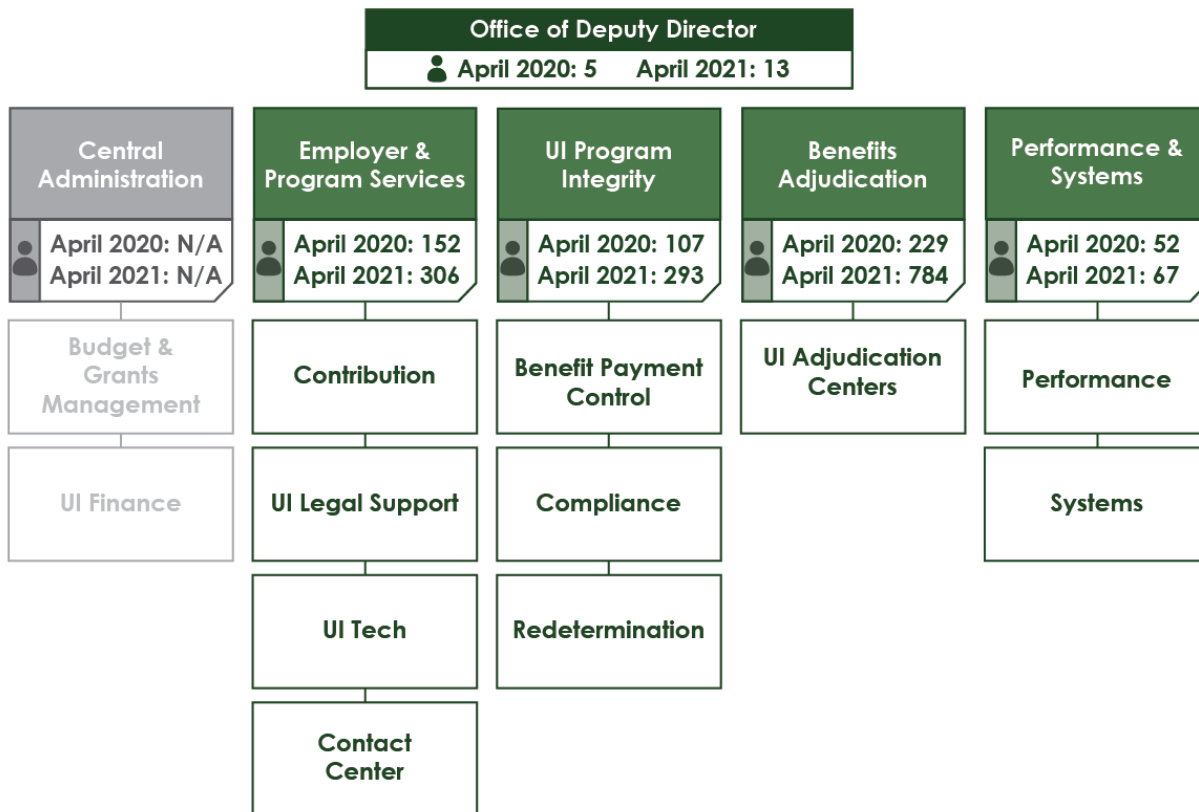 Office of Deputy Director
April 2020: 5 April 2021: 13
Central
Administration
April 2020: N/A
April 2021: N/A
Budget &
Grants
Management
UI Finance
Employer &
Program Services
April 2020: 152
April 2021: 306
Contribution
UI Legal Support
UI Tech
Contact
Center
UI Program
Integrity
April 2020: 107
April 2021: 293
Benefit Payment
Control
Compliance
Redetermination
Benefits
Adjudication
April 2020: 229
April 2021: 784
UI Adjudication
Centers
Performance &
Systems
April 2020: 52
April 2021: 67
Performance
Systems